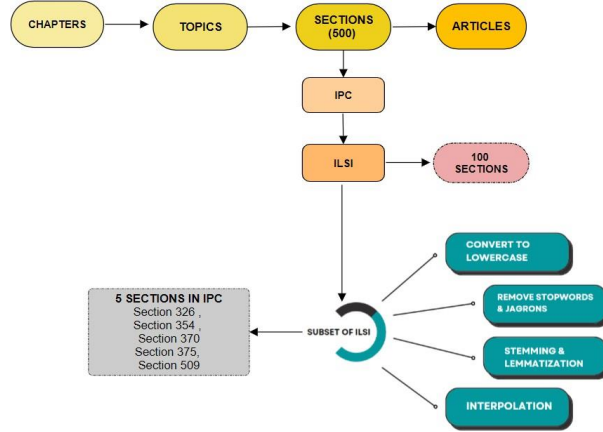 CHAPTERS
TOPICS
SECTIONS
(500)
ARTICLES
IPC
ILSI
100
SECTIONS
CONVERT TO
LOWERCASE
5 SECTIONS IN IPC
Section 326 ,
Section 354 ,
Section 370
Section 375,
Section 509
SUBSET OF ILSI
REMOVE STOPWORDS
& JAGRONS
STEMMING &
LEMMATIZATION
INTERPOLATION